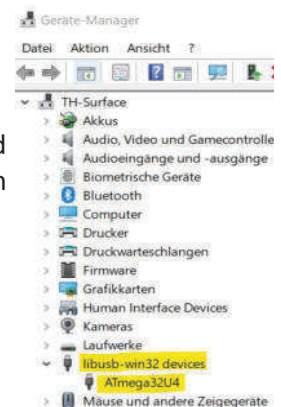 Geräte-Manager
Datei Aktion Ansicht ?
TH-Surface
Akkus
Audio, Video und Gamecontrolle
Audioeingänge und -ausgänge
Biometrische Geräte
Bluetooth
Computer
Drucker
Druckwarteschlangen
Firmware
Grafikkarten
Human Interface Devices
Kameras
Laufwerke
libusb-win32 devices
ATmega32U4
Mäuse und andere Zeigegeräte